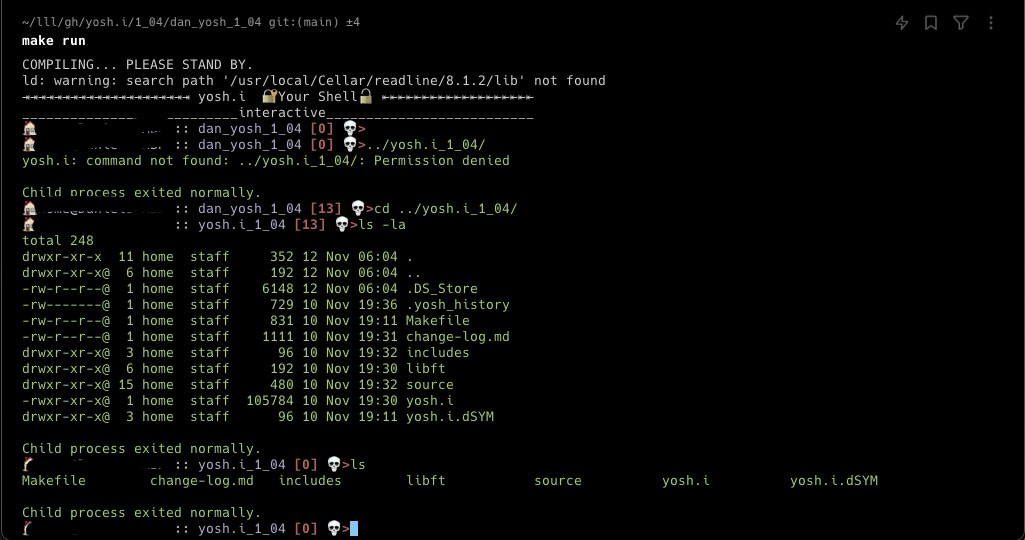 ~/lll/gh/yosh.i/1_04/dan_yosh_1_04 git:(main) ±4
make run
COMPILING... PLEASE STAND BY.
ld: warning: search path '/usr/local/Cellar/readline/8.1.2/lib' not found
yosh.i 🔐Your Shell🔓
interactive
:: dan_yosh_1_04 [0] 💀>
:: dan_yosh_1_04 [0] 💀>../yosh.i_1_04/
yosh.i: command not found: ../yosh.i_1_04/: Permission denied
Child process exited normally.
:: dan_yosh_1_04 [13] 💀>cd ../yosh.i_1_04/
:: yosh.i_1_04 [13] 💀>ls -la
total 248
drwxr-xr-x  11 home  staff     352 12 Nov 06:04 .
drwxr-xr-x@  6 home  staff     192 12 Nov 06:04 ..
-rw-r--r--@  1 home  staff    6148 12 Nov 06:04 .DS_Store
-rw-------@  1 home  staff     729 10 Nov 19:36 .yosh_history
-rw-r--r--@  1 home  staff     831 10 Nov 19:11 Makefile
-rw-r--r--@  1 home  staff    1111 10 Nov 19:31 change-log.md
drwxr-xr-x@  3 home  staff      96 10 Nov 19:32 includes
drwxr-xr-x@  6 home  staff     192 10 Nov 19:30 libft
drwxr-xr-x@ 15 home  staff     480 10 Nov 19:32 source
-rwxr-xr-x@  1 home  staff  105784 10 Nov 19:30 yosh.i
drwxr-xr-x@  3 home  staff      96 10 Nov 19:11 yosh.i.dSYM
Child process exited normally.
:: yosh.i_1_04 [0] 💀>ls
Makefile        change-log.md   includes        libft           source          yosh.i          yosh.i.dSYM
Child process exited normally.
:: yosh.i_1_04 [0] 💀>